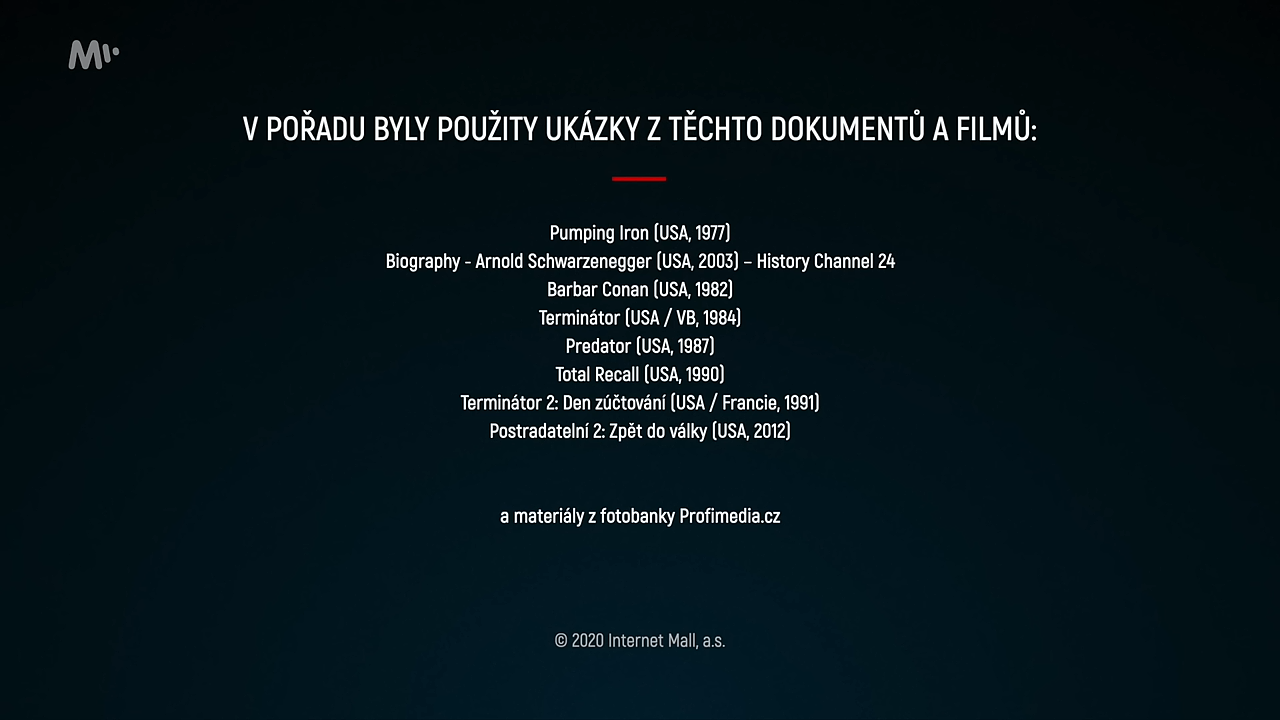 V POŘADU BYLY POUŽITY UKÁZKY Z TĚCHTO DOKUMENTŮ A FILMŮ:
Pumping Iron (USA, 1977)
Biography - Arnold Schwarzenegger (USA, 2003) – History Channel 24
Barbar Conan (USA, 1982)
Terminátor (USA / VB, 1984)
Predator (USA, 1987)
Total Recall (USA, 1990)
Terminátor 2: Den zúčtování (USA / Francie, 1991)
Postradatelní 2: Zpět do války (USA, 2012)
a materiály z fotobanky Profimedia.cz
© 2020 Internet Mall, a.s.